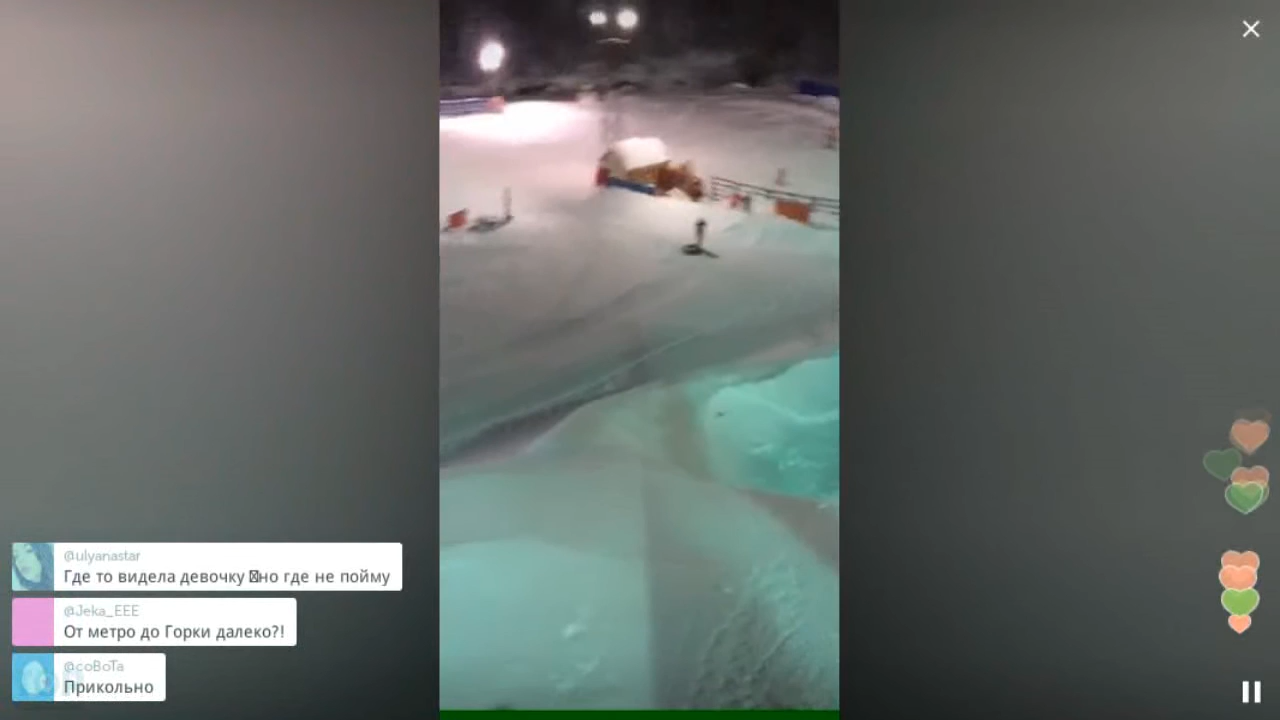 @ulyanastar
Где то видела девочку но где не пойму
@Jeka_EEE
От метро до Горки далеко?!
@coBoTa
Прикольно